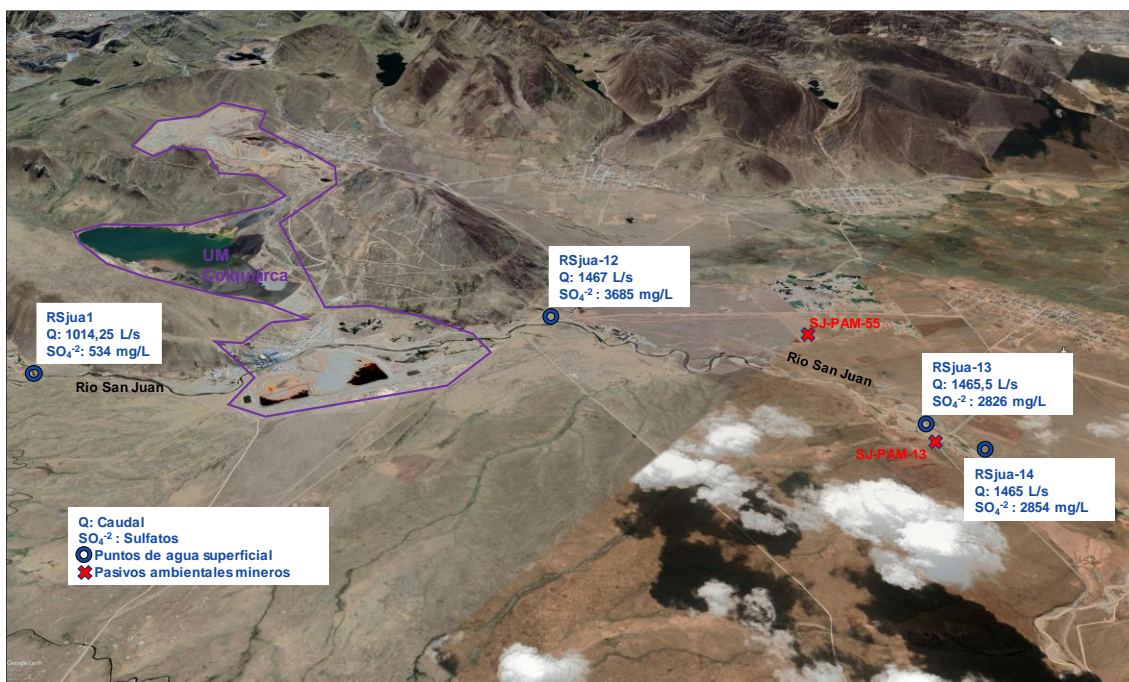 UM
Colquijirca
RSjua-12
Q: 1467 L/s
SO₄⁻² : 3685 mg/L
RSjua1
Q: 1014,25 L/s
SO₄⁻²: 534 mg/L
Rio San Juan
SJ-PAM-55
Rio San Juan
RSjua-13
Q: 1465,5 L/s
SO₄⁻² : 2826 mg/L
SJ-PAM-13
RSjua-14
Q: 1465 L/s
SO₄⁻² : 2854 mg/L
Q: Caudal
SO₄⁻² : Sulfatos
Puntos de agua superficial
Pasivos ambientales mineros
Google Earth